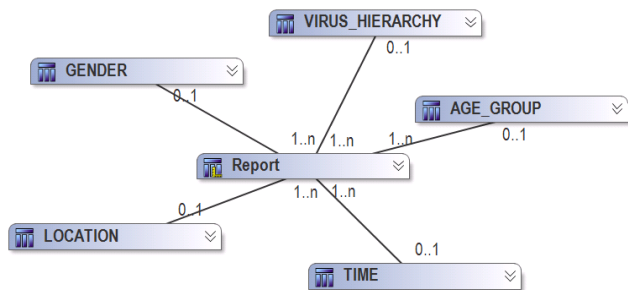 VIRUS_HIERARCHY
0..1
GENDER
0..1
AGE_GROUP
0..1
1..n 1..n 1..n
Report
1..n 1..n
0..1
LOCATION
0..1
TIME